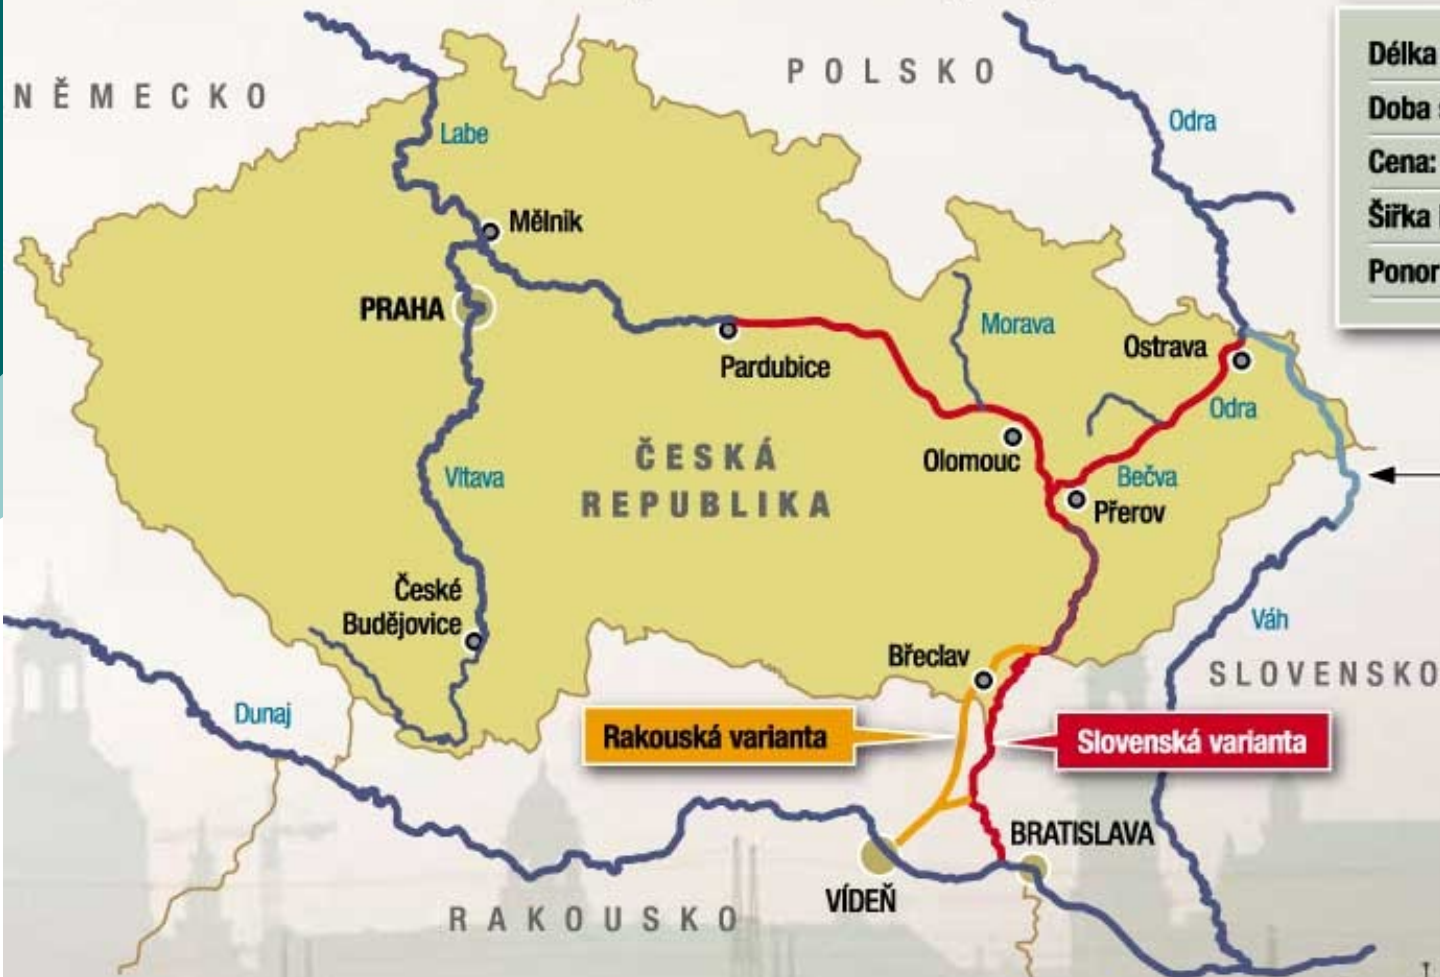 NĚMECKO
POLSKO
Odra
Labe
Délka
Doba
Cena:
Šířka
Ponor
Mělnik
PRAHA
Morava
Ostrava
Pardubice
Odra
ČESKÁ
REPUBLIKA
Olomouc
Bečva
Přerov
Vltava
České
Budějovice
Váh
Břeclav
SLOVENSKO
Dunaj
Rakouská varianta
Slovenská varianta
BRATISLAVA
VÍDEŇ
RAKOUSKO